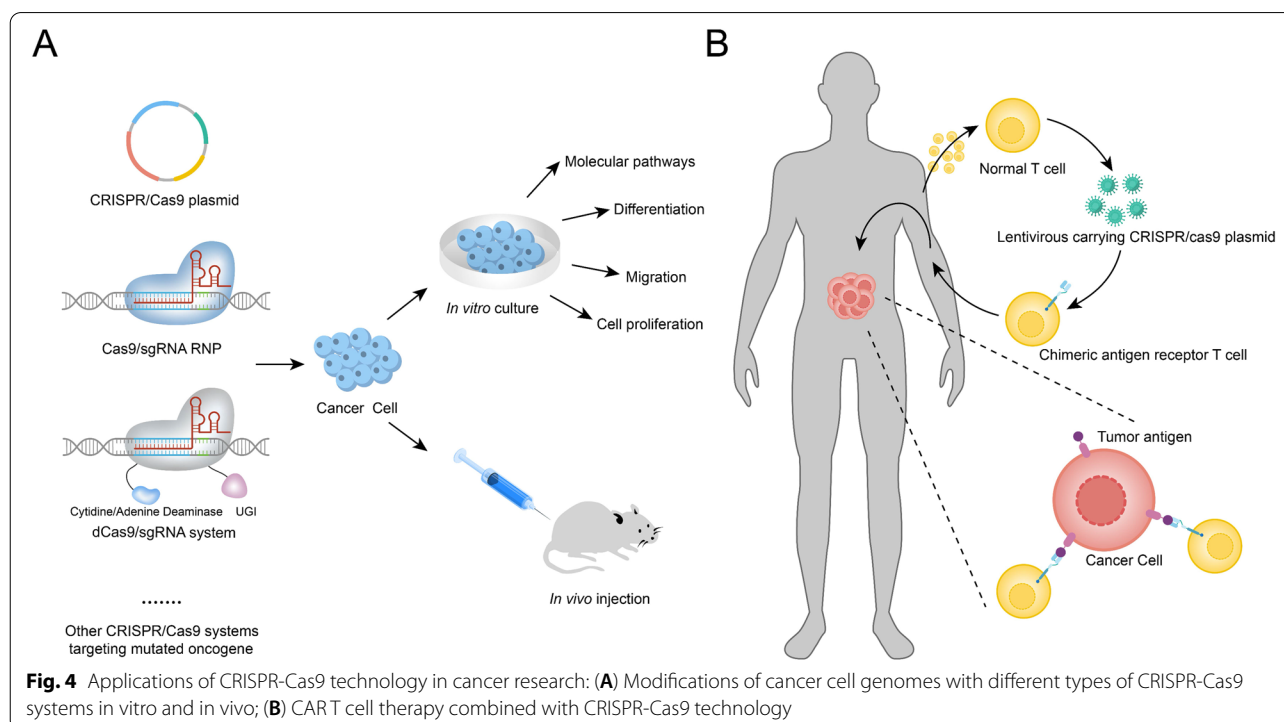 A
CRISPR/Cas9 plasmid
Cas9/sgRNA RNP
Cytidine/Adenine Deaminase UGI
dCas9/sgRNA system
.......
Other CRISPR/Cas9 systems
targeting mutated oncogene
Cancer Cell
In vitro culture
Molecular pathways
Differentiation
Migration
Cell proliferation
In vivo injection
B
Normal T cell
Lentivirous carrying CRISPR/cas9 plasmid
Chimeric antigen receptor T cell
Tumor antigen
Cancer Cell
Fig. 4 Applications of CRISPR-Cas9 technology in cancer research: (A) Modifications of cancer cell genomes with different types of CRISPR-Cas9
systems in vitro and in vivo; (B) CAR T cell therapy combined with CRISPR-Cas9 technology